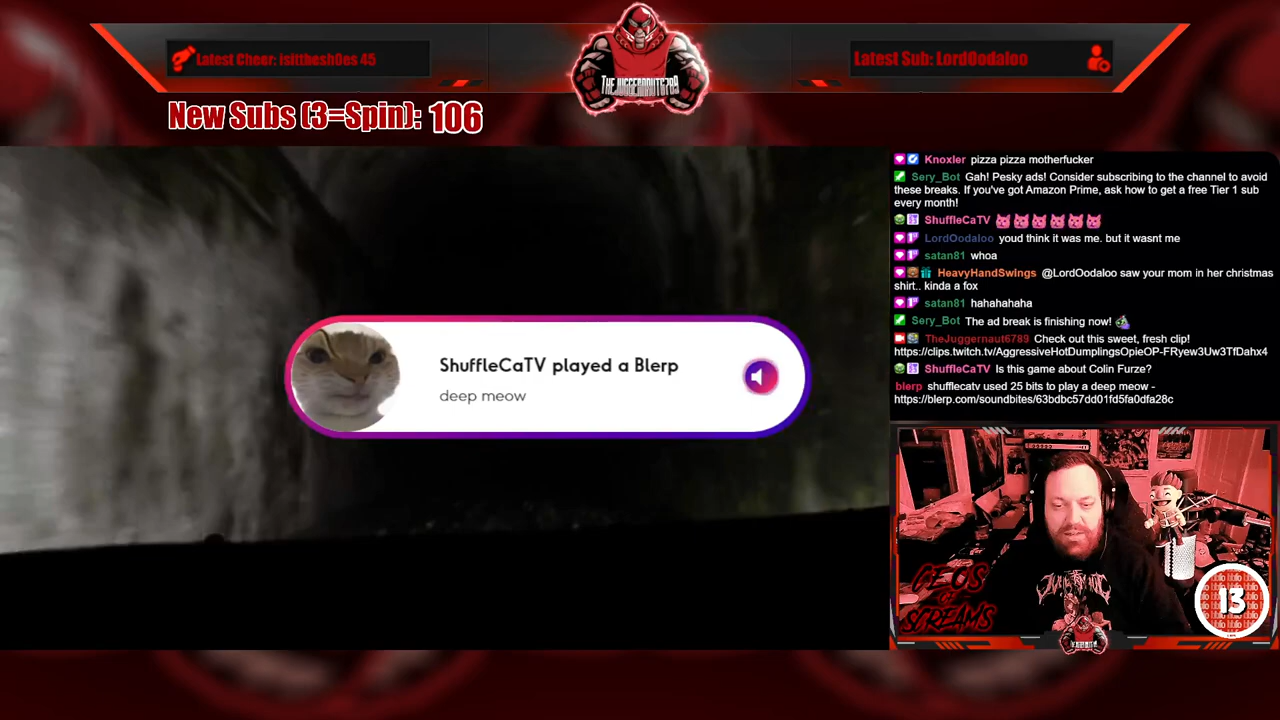 Latest Cheer: isitthesh0es 45
THEJUGGERNAUT6789
Latest Sub: LordOodaloo
New Subs (3=Spin): 106
ShuffleCaTV played a Blerp
deep meow
Knoxler pizza pizza motherfucker
Sery_Bot Gah! Pesky ads! Consider subscribing to the channel to avoid
these breaks. If you've got Amazon Prime, ask how to get a free Tier 1 sub
every month!
ShuffleCaTV
LordOodaloo youd think it was me. but it wasnt me
satan81 whoa
HeavyHandSwings @LordOodaloo saw your mom in her christmas
shirt.. kinda a fox
satan81 hahahahaha
Sery_Bot The ad break is finishing now!
TheJuggernaut6789 Check out this sweet, fresh clip!
https://clips.twitch.tv/AggressiveHotDumplingsOpieOP-FRyew3Uw3TfDahx4
ShuffleCaTV Is this game about Colin Furze?
blerp shufflecatv used 25 bits to play a deep meow -
https://blerp.com/soundbites/63bdbc57dd01fd5fa0dfa28c
GEOS
OF
SCREAMS
13